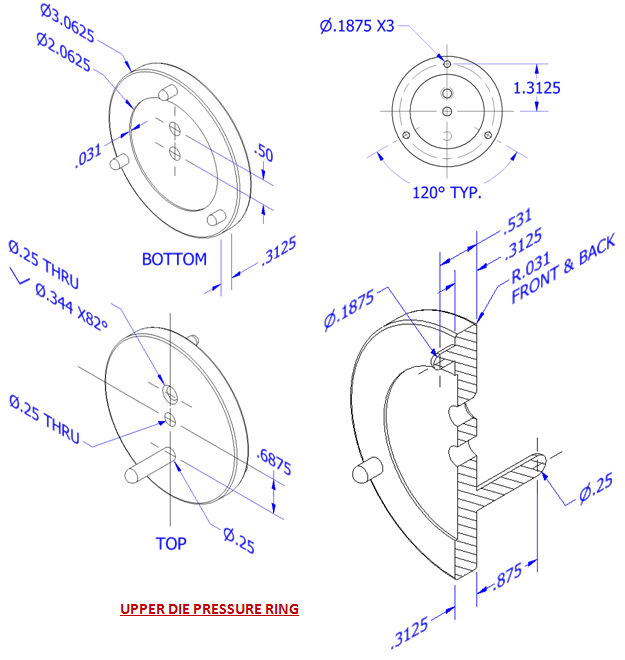 Ø3.0625
Ø2.0625
.031
.50
BOTTOM
.3125
Ø.1875 X3
1.3125
120° TYP.
Ø.25 THRU
Ø.344 X82°
Ø.25 THRU
.6875
Ø.25
TOP
.531
.3125
R.031
FRONT & BACK
Ø.1875
Ø.25
.875
.3125
UPPER DIE PRESSURE RING